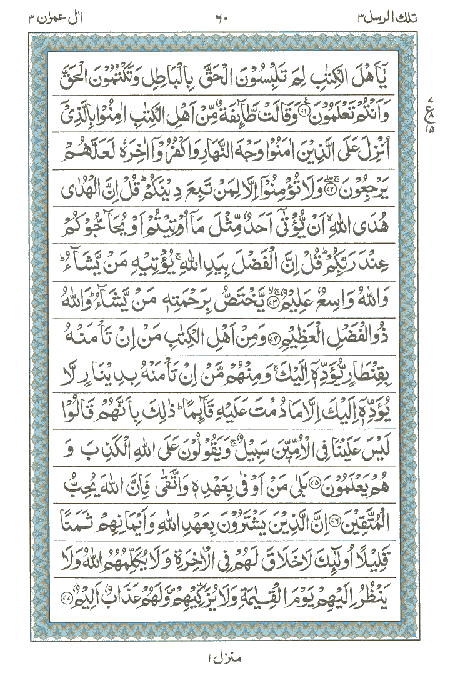 تلك الرسل ٣ ٦٠ ال عمرٰن ٣
يٰۤاَهْلَ الْكِتٰبِ لِمَ تَلْبِسُوْنَ الْحَقَّ بِالْبَاطِلِ وَتَكْتُمُوْنَ الْحَقَّ
وَاَنْتُمْ تَعْلَمُوْنَ ﴿٧١﴾ وَقَالَتْ طَّآئِفَةٌ مِّنْ اَهْلِ الْكِتٰبِ اٰمِنُوْا بِالَّذِيْۤ
اُنْزِلَ عَلَى الَّذِيْنَ اٰمَنُوْا وَجْهَ النَّهَارِ وَاكْفُرُوْۤا اٰخِرَهٗ لَعَلَّهُمْ
يَرْجِعُوْنَ ﴿٧٢﴾ وَلَا تُؤْمِنُوْۤا اِلَّا لِمَنْ تَبِعَ دِيْنَكُمْ ؕ قُلْ اِنَّ الْهُدٰى
هُدَى اللّٰهِ ۙ اَنْ يُّؤْتٰۤى اَحَدٌ مِّثْلَ مَاۤ اُوْتِيْتُمْ اَوْ يُحَآجُّوْكُمْ
عِنْدَ رَبِّكُمْ ؕ قُلْ اِنَّ الْفَضْلَ بِيَدِ اللّٰهِ ۚ يُؤْتِيْهِ مَنْ يَّشَآءُ ؕ
وَاللّٰهُ وَاسِعٌ عَلِيْمٌ ﴿٧٣﴾ يَّخْتَصُّ بِرَحْمَتِهٖ مَنْ يَّشَآءُ ؕ وَاللّٰهُ
ذُو الْفَضْلِ الْعَظِيْمِ ﴿٧٤﴾ وَمِنْ اَهْلِ الْكِتٰبِ مَنْ اِنْ تَاْمَنْهُ
بِقِنْطَارٍ يُّؤَدِّهٖۤ اِلَيْكَ ۚ وَمِنْهُمْ مَّنْ اِنْ تَاْمَنْهُ بِدِيْنَارٍ لَّا
يُؤَدِّهٖۤ اِلَيْكَ اِلَّا مَا دُمْتَ عَلَيْهِ قَآئِمًا ؕ ذٰلِكَ بِاَنَّهُمْ قَالُوْا
لَيْسَ عَلَيْنَا فِى الْاُمِّيّٖنَ سَبِيْلٌ ۚ وَيَقُوْلُوْنَ عَلَى اللّٰهِ الْكَذِبَ وَ
هُمْ يَعْلَمُوْنَ ﴿٧٥﴾ بَلٰى مَنْ اَوْفٰى بِعَهْدِهٖ وَاتَّقٰى فَاِنَّ اللّٰهَ يُحِبُّ
الْمُتَّقِيْنَ ﴿٧٦﴾ اِنَّ الَّذِيْنَ يَشْتَرُوْنَ بِعَهْدِ اللّٰهِ وَاَيْمَانِهِمْ ثَمَنًا
قَلِيْلًا اُولٰٓئِكَ لَا خَلَاقَ لَهُمْ فِى الْاٰخِرَةِ وَلَا يُكَلِّمُهُمُ اللّٰهُ وَلَا
يَنْظُرُ اِلَيْهِمْ يَوْمَ الْقِيٰمَةِ وَلَا يُزَكِّيْهِمْ ۪ وَلَهُمْ عَذَابٌ اَلِيْمٌ ﴿٧٧﴾
منزل ١